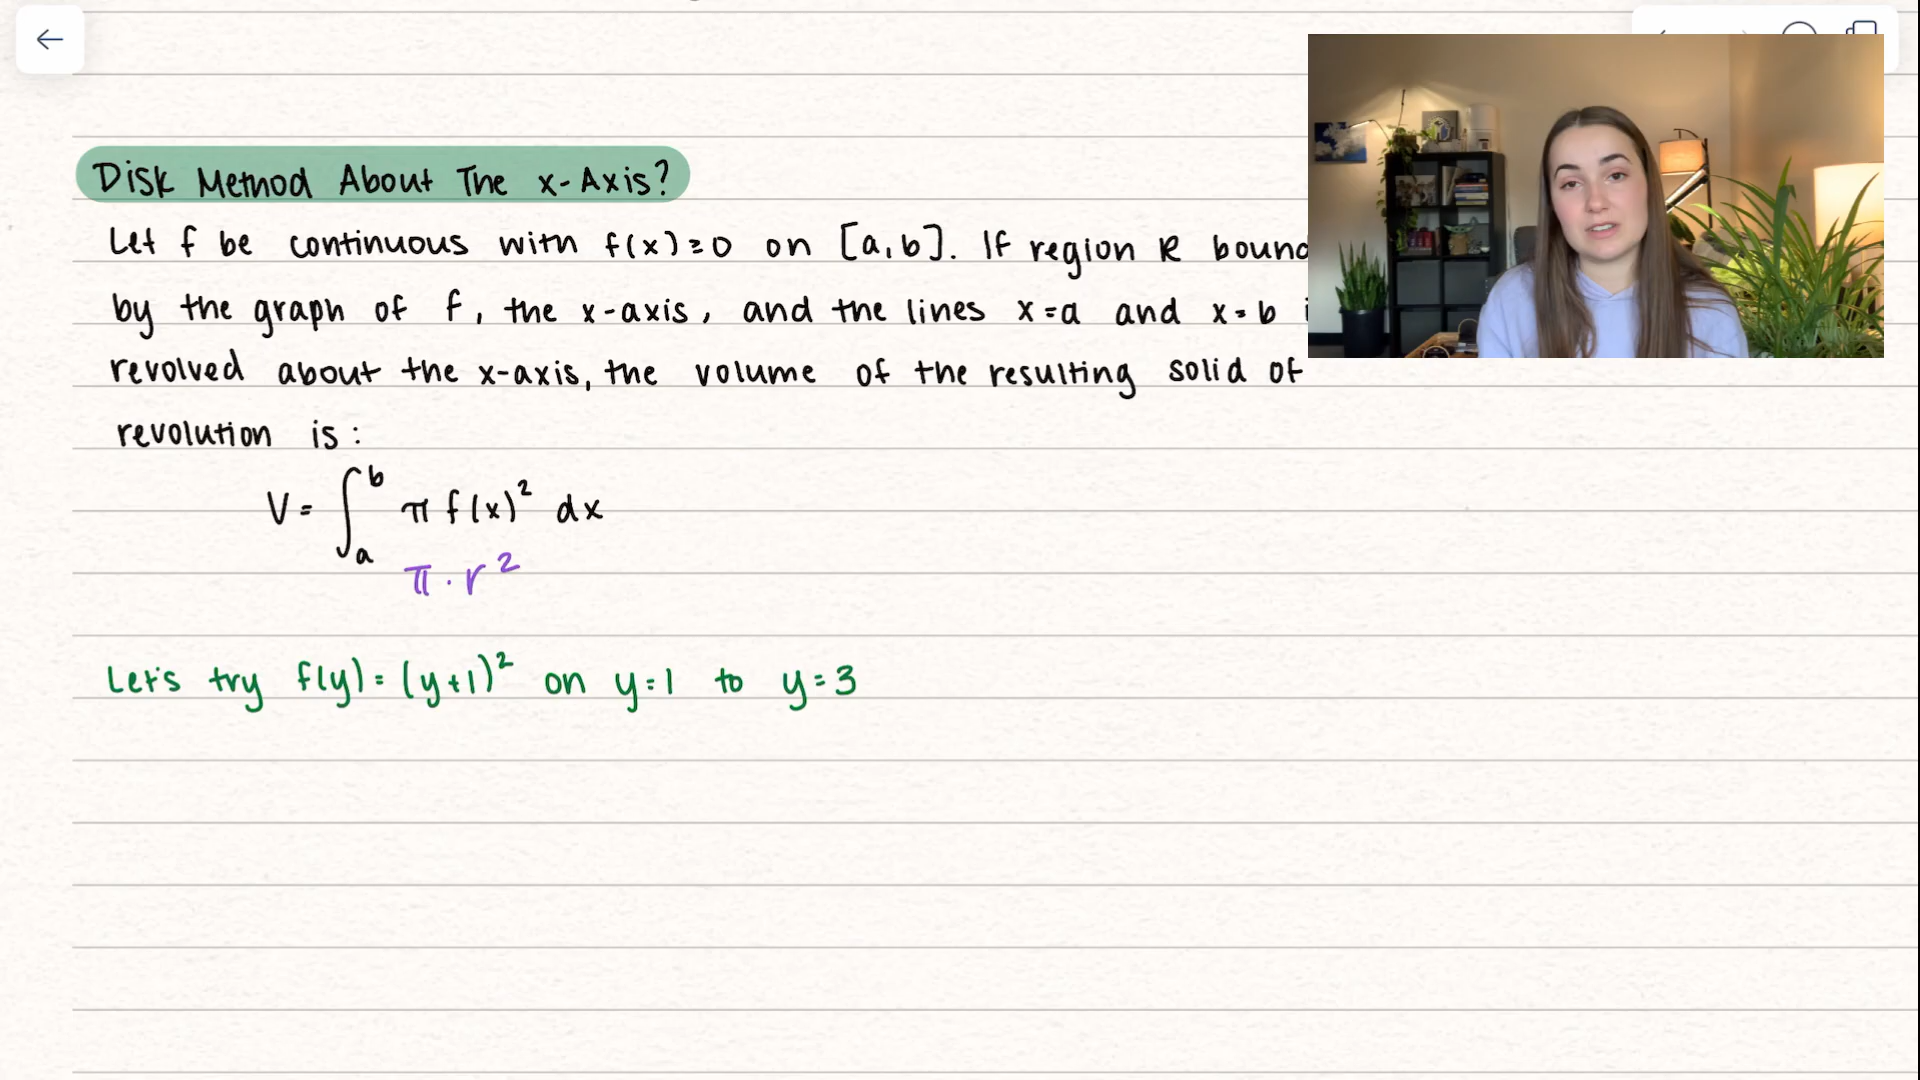 Disk Method About The x-Axis?
Let f be continuous with f(x)≥0 on [a,b]. If region R
by the graph of f, the x-axis, and the lines x=a and x=b
revolved about the x-axis, the volume of the resulting solid of
revolution is:
V = ∫_a^b π f(x)² dx
π · r²
Let's try f(y) = (y+1)² on y=1 to y=3